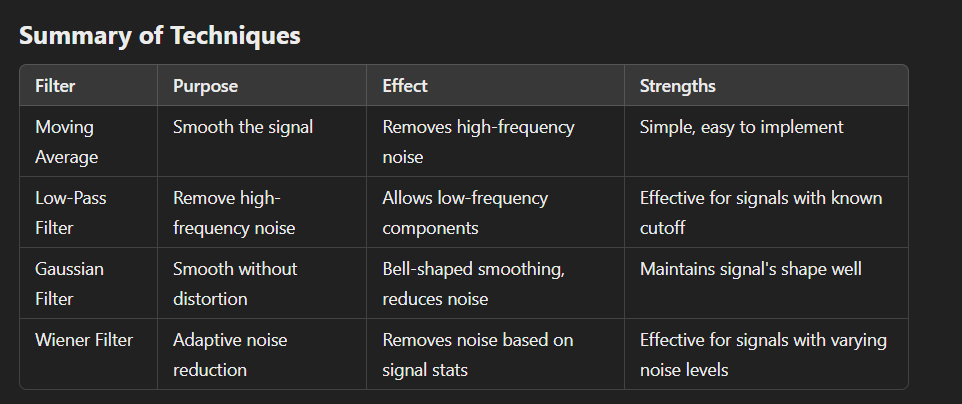 Summary of Techniques
Filter Purpose Effect Strengths
Moving Smooth the signal Removes high-frequency Simple, easy to implement
Average noise
Low-Pass Remove high- Allows low-frequency Effective for signals with known
Filter frequency noise components cutoff
Gaussian Smooth without Bell-shaped smoothing, Maintains signal's shape well
Filter distortion reduces noise
Wiener Filter Adaptive noise Removes noise based on Effective for signals with varying
reduction signal stats noise levels